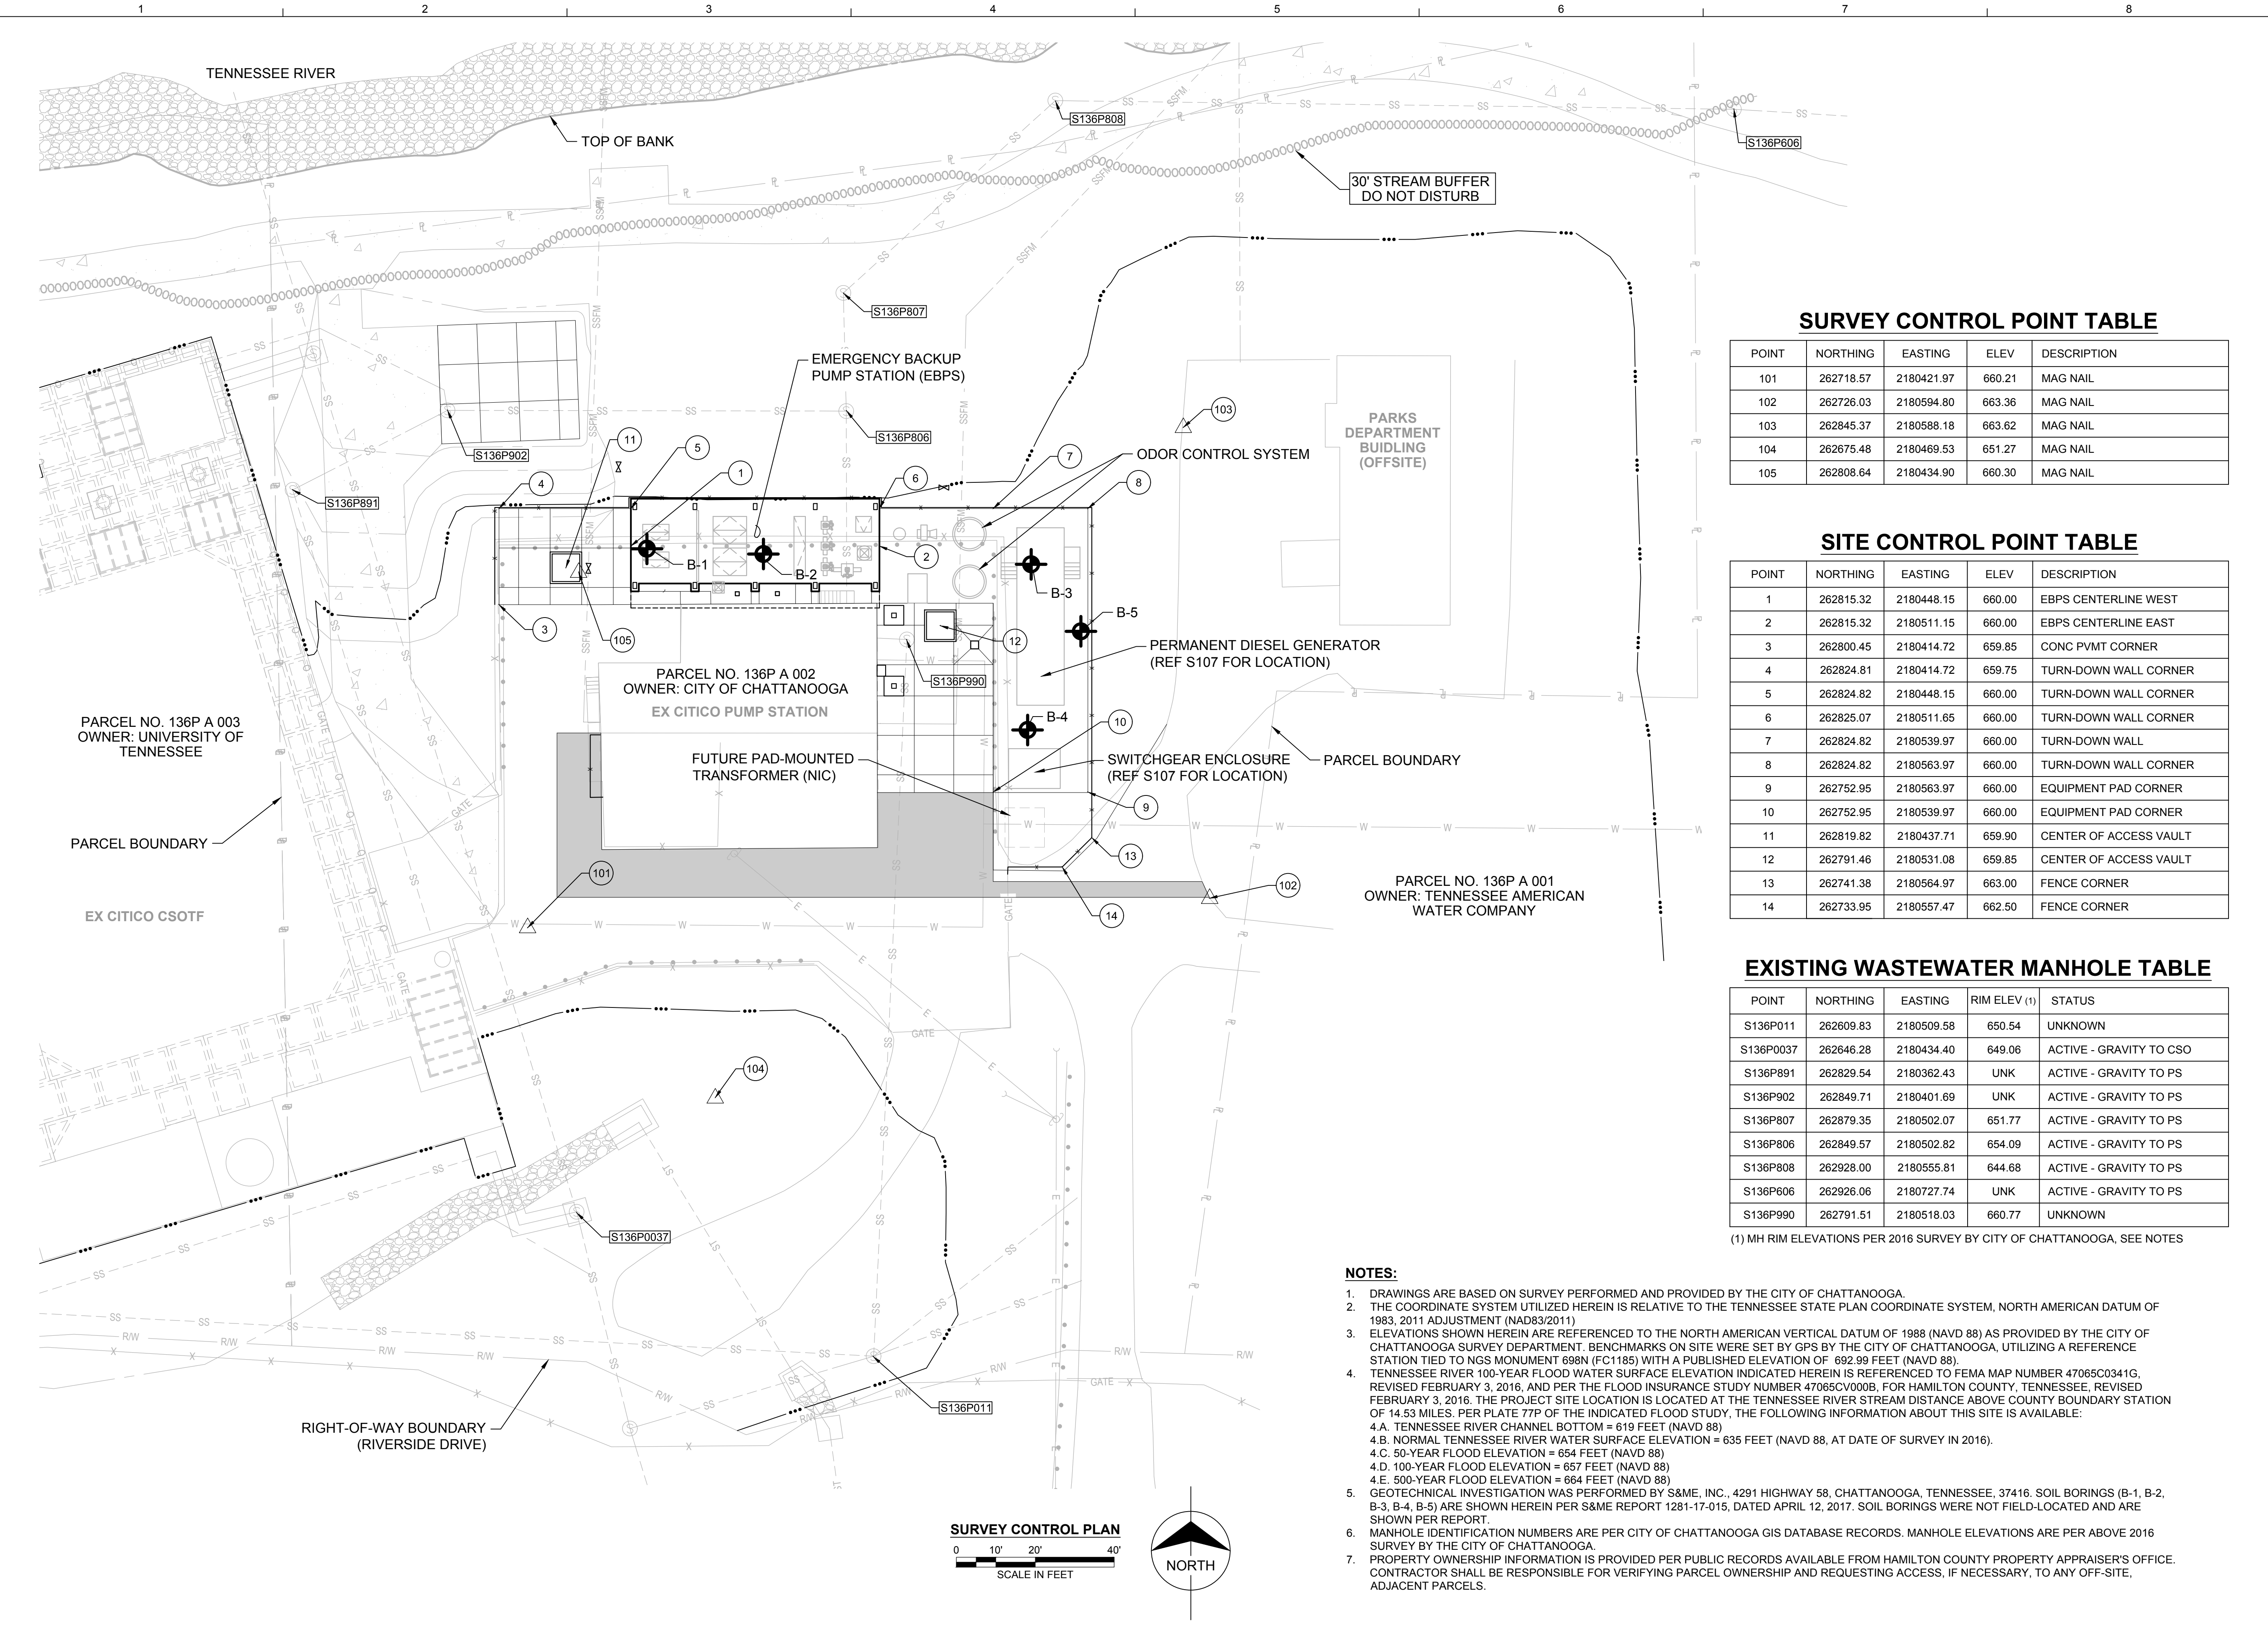 1 2 3 4 5 6 7 8
TENNESSEE RIVER
TOP OF BANK
S136P808
S136P606
30' STREAM BUFFER
DO NOT DISTURB
S136P807
EMERGENCY BACKUP
PUMP STATION (EBPS)
S136P806
S136P902
S136P891
103
PARKS
DEPARTMENT
BUIDLING
(OFFSITE)
ODOR CONTROL SYSTEM
11
5
1
4
6
7
8
2
3
105
12
B-1
B-2
B-3
B-5
B-4
PERMANENT DIESEL GENERATOR
(REF S107 FOR LOCATION)
PARCEL NO. 136P A 002
OWNER: CITY OF CHATTANOOGA
EX CITICO PUMP STATION
S136P990
10
PARCEL NO. 136P A 003
OWNER: UNIVERSITY OF
TENNESSEE
FUTURE PAD-MOUNTED
TRANSFORMER (NIC)
SWITCHGEAR ENCLOSURE
(REF S107 FOR LOCATION)
PARCEL BOUNDARY
9
PARCEL BOUNDARY
13
101
102
14
PARCEL NO. 136P A 001
OWNER: TENNESSEE AMERICAN
WATER COMPANY
EX CITICO CSOTF
GATE
GATE
GATE
GATE
GATE
GATE
104
S136P0037
S136P011
RIGHT-OF-WAY BOUNDARY
(RIVERSIDE DRIVE)
SURVEY CONTROL PLAN
0 10' 20' 40'
SCALE IN FEET
NORTH
SURVEY CONTROL POINT TABLE
POINT NORTHING EASTING ELEV DESCRIPTION
101 262718.57 2180421.97 660.21 MAG NAIL
102 262726.03 2180594.80 663.36 MAG NAIL
103 262845.37 2180588.18 663.62 MAG NAIL
104 262675.48 2180469.53 651.27 MAG NAIL
105 262808.64 2180434.90 660.30 MAG NAIL
SITE CONTROL POINT TABLE
POINT NORTHING EASTING ELEV DESCRIPTION
1 262815.32 2180448.15 660.00 EBPS CENTERLINE WEST
2 262815.32 2180511.15 660.00 EBPS CENTERLINE EAST
3 262800.45 2180414.72 659.85 CONC PVMT CORNER
4 262824.81 2180414.72 659.75 TURN-DOWN WALL CORNER
5 262824.82 2180448.15 660.00 TURN-DOWN WALL CORNER
6 262825.07 2180511.65 660.00 TURN-DOWN WALL CORNER
7 262824.82 2180539.97 660.00 TURN-DOWN WALL
8 262824.82 2180563.97 660.00 TURN-DOWN WALL CORNER
9 262752.95 2180563.97 660.00 EQUIPMENT PAD CORNER
10 262752.95 2180539.97 660.00 EQUIPMENT PAD CORNER
11 262819.82 2180437.71 659.90 CENTER OF ACCESS VAULT
12 262791.46 2180531.08 659.85 CENTER OF ACCESS VAULT
13 262741.38 2180564.97 663.00 FENCE CORNER
14 262733.95 2180557.47 662.50 FENCE CORNER
EXISTING WASTEWATER MANHOLE TABLE
POINT NORTHING EASTING RIM ELEV (1) STATUS
S136P011 262609.83 2180509.58 650.54 UNKNOWN
S136P0037 262646.28 2180434.40 649.06 ACTIVE - GRAVITY TO CSO
S136P891 262829.54 2180362.43 UNK ACTIVE - GRAVITY TO PS
S136P902 262849.71 2180401.69 UNK ACTIVE - GRAVITY TO PS
S136P807 262879.35 2180502.07 651.77 ACTIVE - GRAVITY TO PS
S136P806 262849.57 2180502.82 654.09 ACTIVE - GRAVITY TO PS
S136P808 262928.00 2180555.81 644.68 ACTIVE - GRAVITY TO PS
S136P606 262926.06 2180727.74 UNK ACTIVE - GRAVITY TO PS
S136P990 262791.51 2180518.03 660.77 UNKNOWN
(1) MH RIM ELEVATIONS PER 2016 SURVEY BY CITY OF CHATTANOOGA, SEE NOTES
NOTES:
1. DRAWINGS ARE BASED ON SURVEY PERFORMED AND PROVIDED BY THE CITY OF CHATTANOOGA.
2. THE COORDINATE SYSTEM UTILIZED HEREIN IS RELATIVE TO THE TENNESSEE STATE PLAN COORDINATE SYSTEM, NORTH AMERICAN DATUM OF
1983, 2011 ADJUSTMENT (NAD83/2011)
3. ELEVATIONS SHOWN HEREIN ARE REFERENCED TO THE NORTH AMERICAN VERTICAL DATUM OF 1988 (NAVD 88) AS PROVIDED BY THE CITY OF
CHATTANOOGA SURVEY DEPARTMENT. BENCHMARKS ON SITE WERE SET BY GPS BY THE CITY OF CHATTANOOGA, UTILIZING A REFERENCE
STATION TIED TO NGS MONUMENT 698N (FC1185) WITH A PUBLISHED ELEVATION OF 692.99 FEET (NAVD 88).
4. TENNESSEE RIVER 100-YEAR FLOOD WATER SURFACE ELEVATION INDICATED HEREIN IS REFERENCED TO FEMA MAP NUMBER 47065C0341G,
REVISED FEBRUARY 3, 2016, AND PER THE FLOOD INSURANCE STUDY NUMBER 47065CV000B, FOR HAMILTON COUNTY, TENNESSEE, REVISED
FEBRUARY 3, 2016. THE PROJECT SITE LOCATION IS LOCATED AT THE TENNESSEE RIVER STREAM DISTANCE ABOVE COUNTY BOUNDARY STATION
OF 14.53 MILES. PER PLATE 77P OF THE INDICATED FLOOD STUDY, THE FOLLOWING INFORMATION ABOUT THIS SITE IS AVAILABLE:
4.A. TENNESSEE RIVER CHANNEL BOTTOM = 619 FEET (NAVD 88)
4.B. NORMAL TENNESSEE RIVER WATER SURFACE ELEVATION = 635 FEET (NAVD 88, AT DATE OF SURVEY IN 2016).
4.C. 50-YEAR FLOOD ELEVATION = 654 FEET (NAVD 88)
4.D. 100-YEAR FLOOD ELEVATION = 657 FEET (NAVD 88)
4.E. 500-YEAR FLOOD ELEVATION = 664 FEET (NAVD 88)
5. GEOTECHNICAL INVESTIGATION WAS PERFORMED BY S&ME, INC., 4291 HIGHWAY 58, CHATTANOOGA, TENNESSEE, 37416. SOIL BORINGS (B-1, B-2,
B-3, B-4, B-5) ARE SHOWN HEREIN PER S&ME REPORT 1281-17-015, DATED APRIL 12, 2017. SOIL BORINGS WERE NOT FIELD-LOCATED AND ARE
SHOWN PER REPORT.
6. MANHOLE IDENTIFICATION NUMBERS ARE PER CITY OF CHATTANOOGA GIS DATABASE RECORDS. MANHOLE ELEVATIONS ARE PER ABOVE 2016
SURVEY BY THE CITY OF CHATTANOOGA.
7. PROPERTY OWNERSHIP INFORMATION IS PROVIDED PER PUBLIC RECORDS AVAILABLE FROM HAMILTON COUNTY PROPERTY APPRAISER'S OFFICE.
CONTRACTOR SHALL BE RESPONSIBLE FOR VERIFYING PARCEL OWNERSHIP AND REQUESTING ACCESS, IF NECESSARY, TO ANY OFF-SITE,
ADJACENT PARCELS.